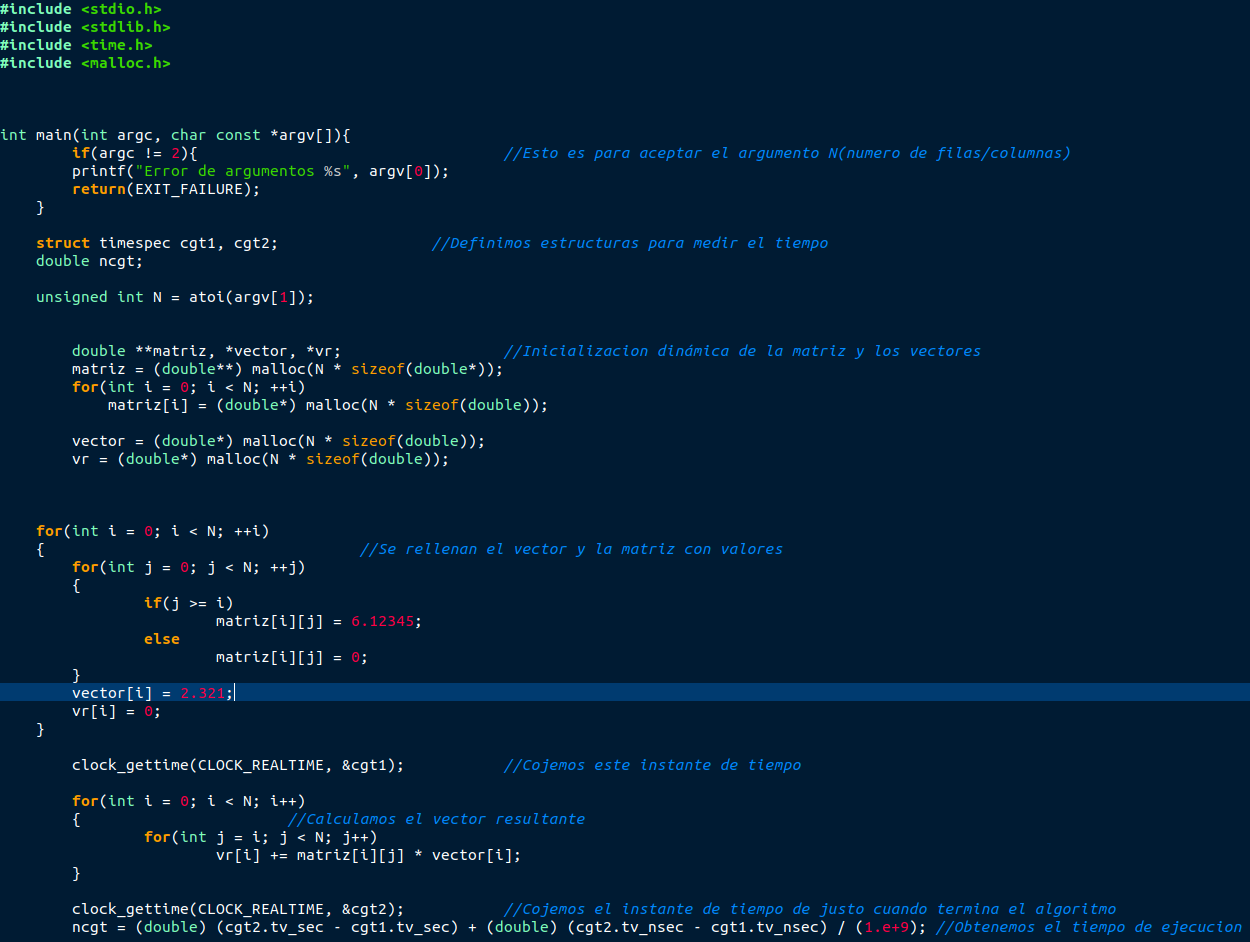 #include <stdio.h>
#include <stdlib.h>
#include <time.h>
#include <malloc.h>
int main(int argc, char const *argv[]){
if(argc != 2){ //Esto es para aceptar el argumento N(numero de filas/columnas)
printf("Error de argumentos %s", argv[0]);
return(EXIT_FAILURE);
}
struct timespec cgt1, cgt2; //Definimos estructuras para medir el tiempo
double ncgt;
unsigned int N = atoi(argv[1]);
double **matriz, *vector, *vr; //Inicializacion dinámica de la matriz y los vectores
matriz = (double**) malloc(N * sizeof(double*));
for(int i = 0; i < N; ++i)
matriz[i] = (double*) malloc(N * sizeof(double));
vector = (double*) malloc(N * sizeof(double));
vr = (double*) malloc(N * sizeof(double));
for(int i = 0; i < N; ++i)
{ //Se rellenan el vector y la matriz con valores
for(int j = 0; j < N; ++j)
{
if(j >= i)
matriz[i][j] = 6.12345;
else
matriz[i][j] = 0;
}
vector[i] = 2.321;
vr[i] = 0;
}
clock_gettime(CLOCK_REALTIME, &cgt1); //Cojemos este instante de tiempo
for(int i = 0; i < N; i++)
{ //Calculamos el vector resultante
for(int j = i; j < N; j++)
vr[i] += matriz[i][j] * vector[i];
}
clock_gettime(CLOCK_REALTIME, &cgt2); //Cojemos el instante de tiempo de justo cuando termina el algoritmo
ncgt = (double) (cgt2.tv_sec - cgt1.tv_sec) + (double) (cgt2.tv_nsec - cgt1.tv_nsec) / (1.e+9); //Obtenemos el tiempo de ejecucion